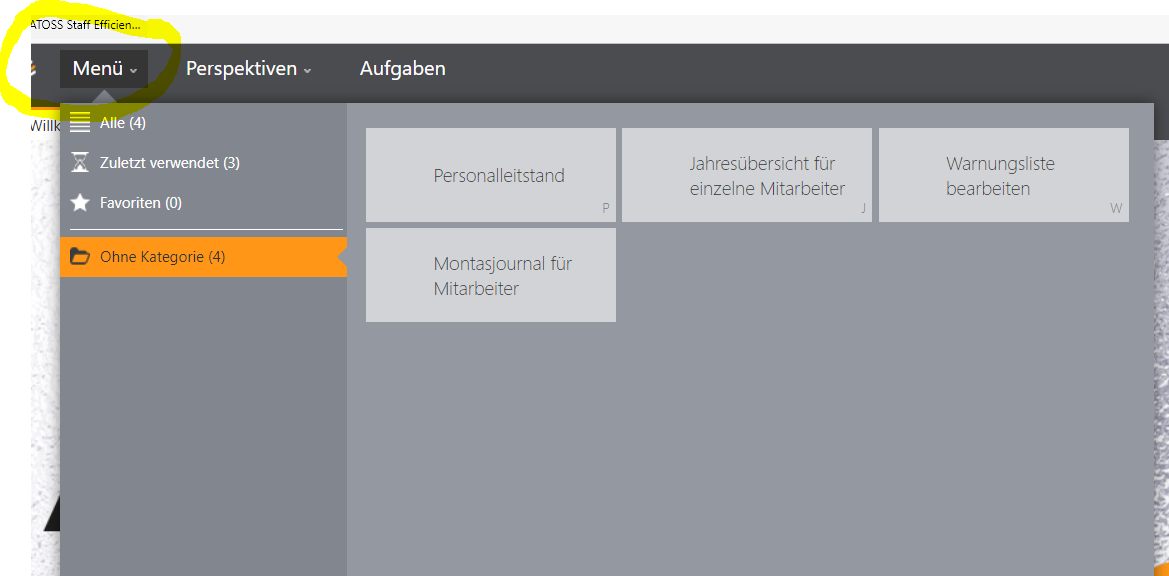 ATOSS Staff Efficien...
Menü Perspektiven Aufgaben
Willk
Alle (4)
Zuletzt verwendet (3)
Favoriten (0)
Ohne Kategorie (4)
Personalleitstand
P
Jahresübersicht für
einzelne Mitarbeiter
J
Warnungsliste
bearbeiten
W
Montasjournal für
Mitarbeiter